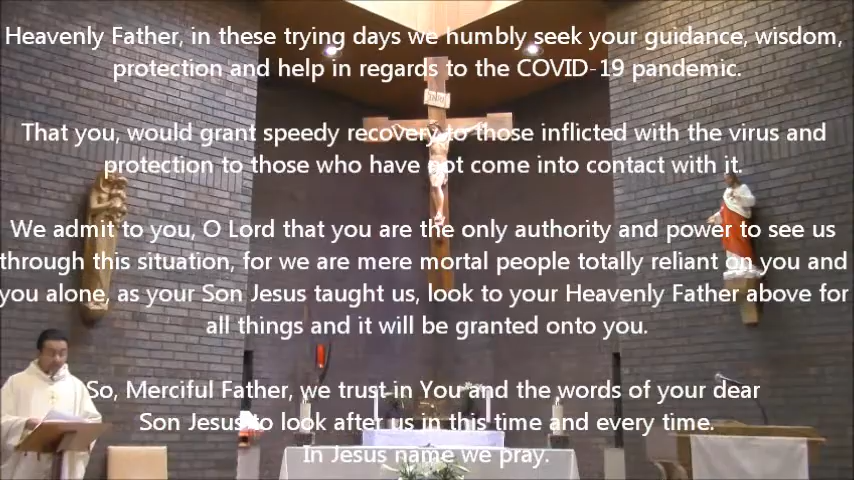 Heavenly Father, in these trying days we humbly seek your guidance, wisdom,
protection and help in regards to the COVID-19 pandemic.
That you, would grant speedy recovery to those inflicted with the virus and
protection to those who have not come into contact with it.
We admit to you, O Lord that you are the only authority and power to see us
through this situation, for we are mere mortal people totally reliant on you and
you alone, as your Son Jesus taught us, look to your Heavenly Father above for
all things and it will be granted onto you.
So, Merciful Father, we trust in You and the words of your dear
Son Jesus to look after us in this time and every time.
In Jesus name we pray.